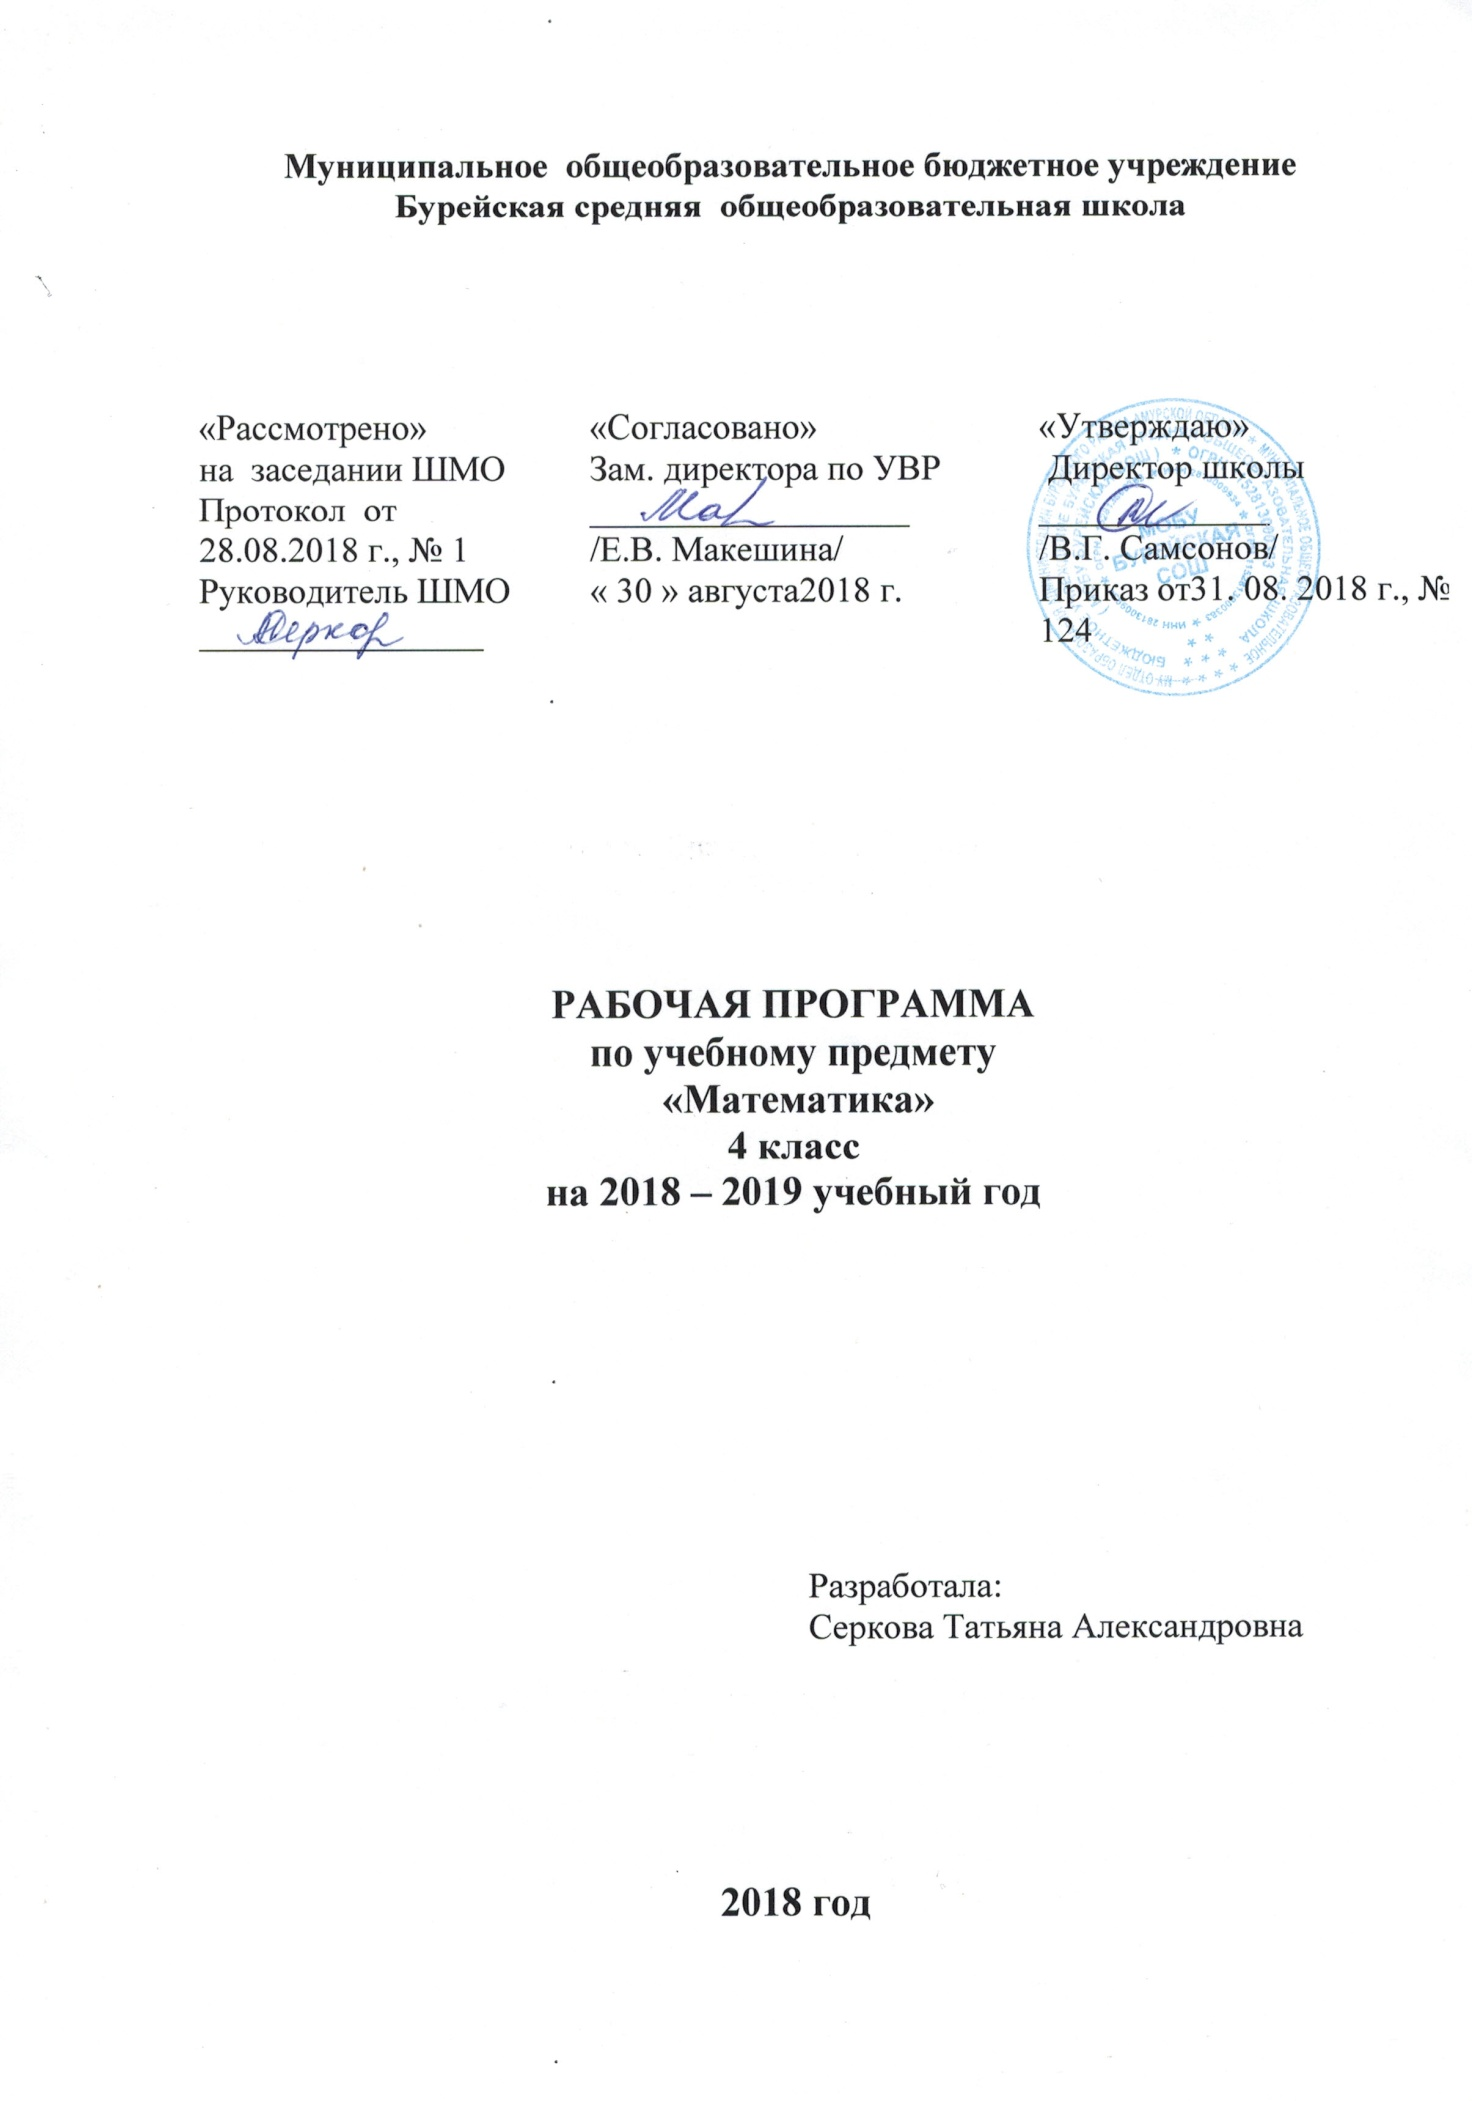 Муниципальное общеобразовательное бюджетное учреждение
Бурейская средняя общеобразовательная школа
«Рассмотрено»
на заседании ШМО
Протокол от
28.08.2018 г., № 1
Руководитель ШМО
«Согласовано»
Зам. директора по УВР
/Е.В. Макешина/
« 30 » августа2018 г.
«Утверждаю»
Директор школы
/В.Г. Самсонов/
Приказ от31. 08. 2018 г., №
124
МОБУ
БУРЕЙСКАЯ
СОШ
РАБОЧАЯ ПРОГРАММА
по учебному предмету
«Математика»
4 класс
на 2018 – 2019 учебный год
Разработала:
Серкова Татьяна Александровна
2018 год